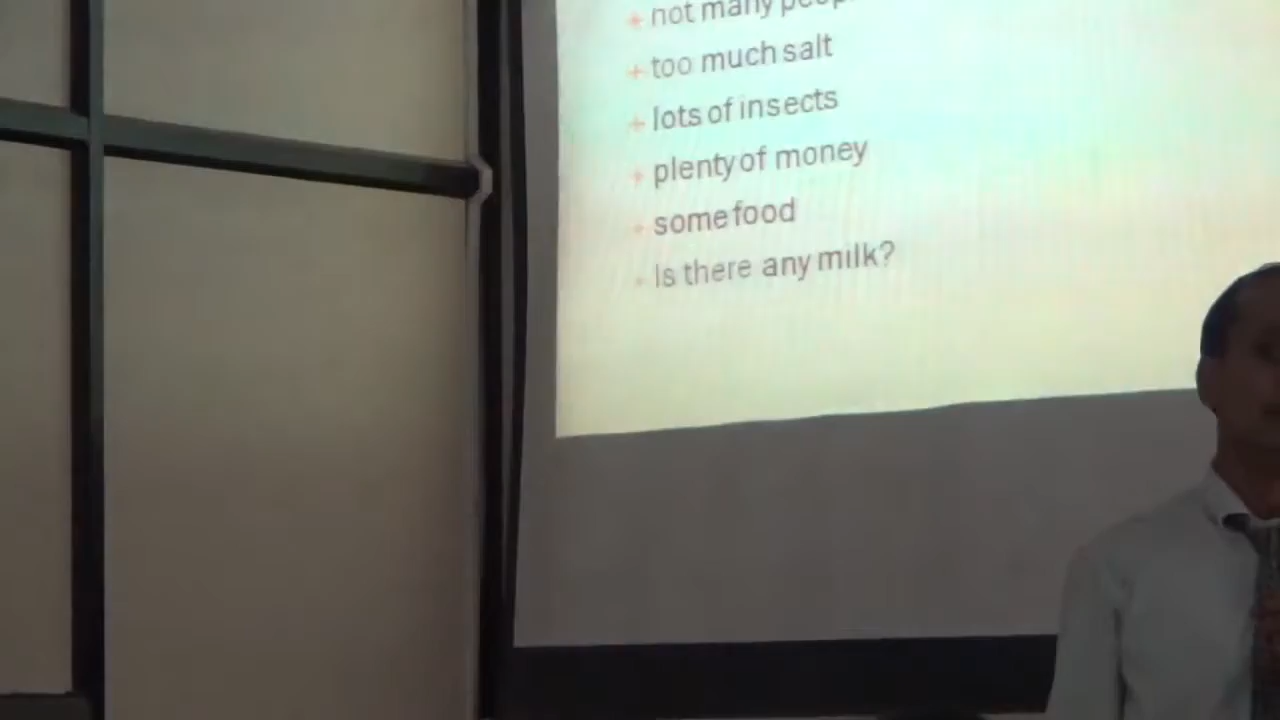 not many
too much salt
lots of insects
plenty of money
some food
Is there any milk?